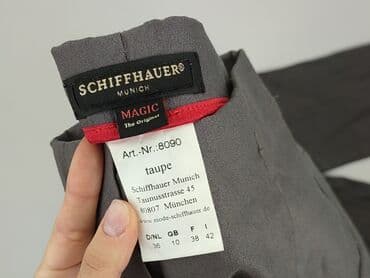 SCHIFFHAUER®
MUNICH
MAGIC
The Original
Art.-Nr.:8090
taupe
Schiffhauer Munich
Taunusstrasse 45
80807 München
www.mode-schiffhauer.de
D/NL GB F I
36 10 38 42